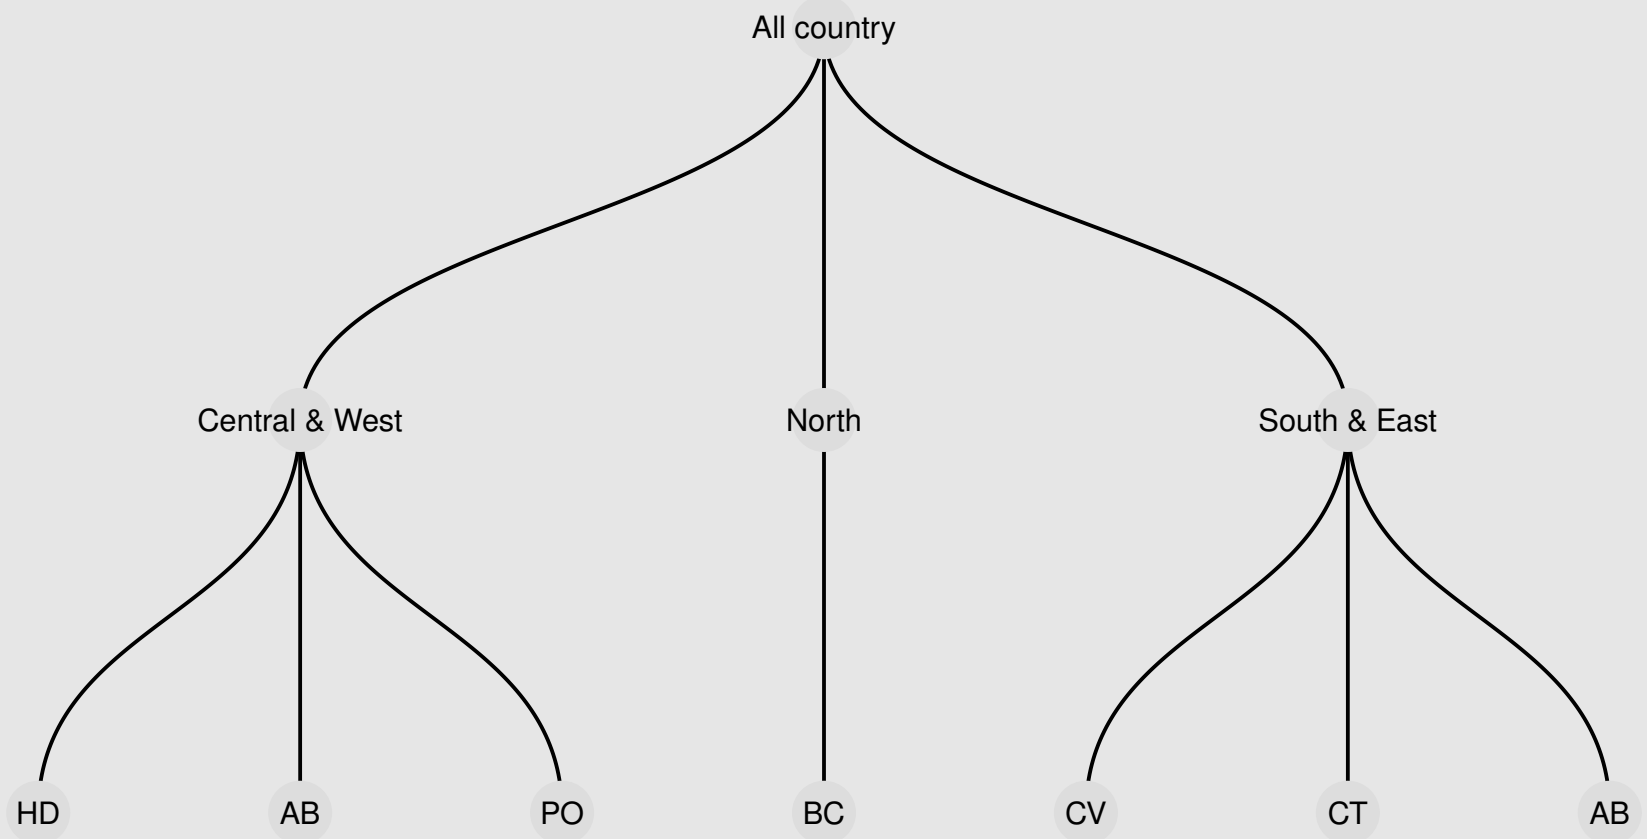 All country
Central & West
North
South & East
HD
AB
PO
BC
CV
CT
AB